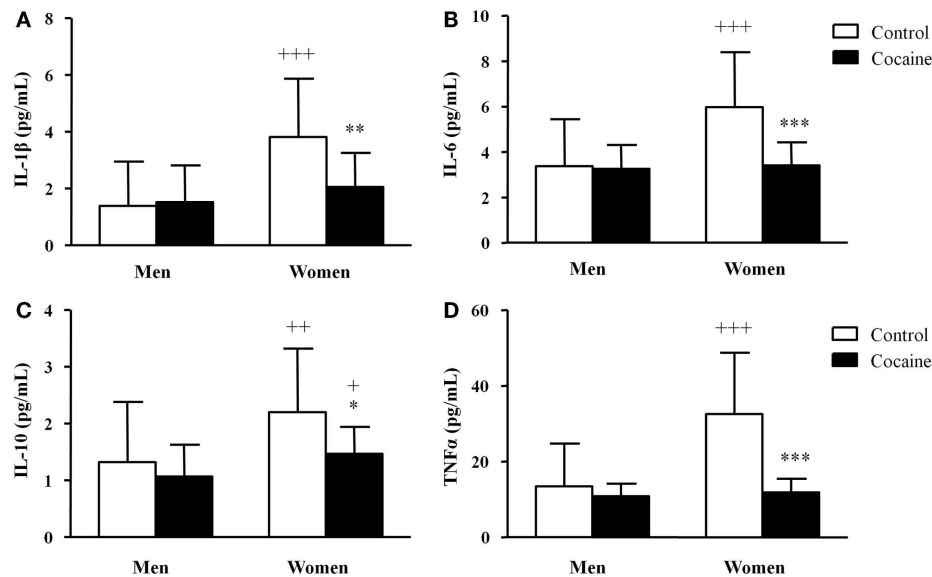 A
IL-1β (pg/mL)
8
6
4
2
0
+++
**
Men
Women
B
IL-6 (pg/mL)
10
8
6
4
2
0
+++
***
Men
Women
Control
Cocaine
C
IL-10 (pg/mL)
4
3
2
1
0
++
+
*
Men
Women
D
TNFα (pg/mL)
60
40
20
0
+++
***
Men
Women
Control
Cocaine